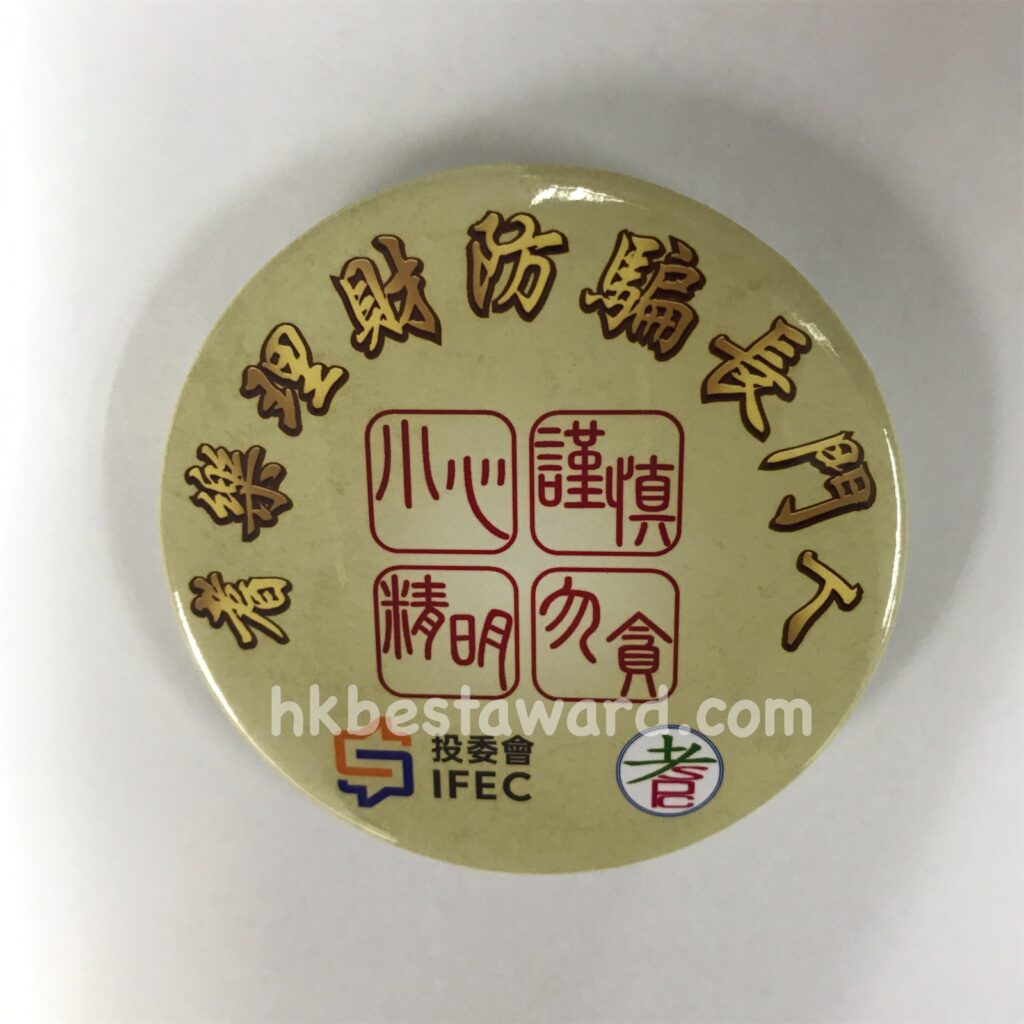 耆樂理財防騙長門人
小心 謹慎
精明 勿貪
hkbestaward.com
投委會
IFEC
耆
SPC